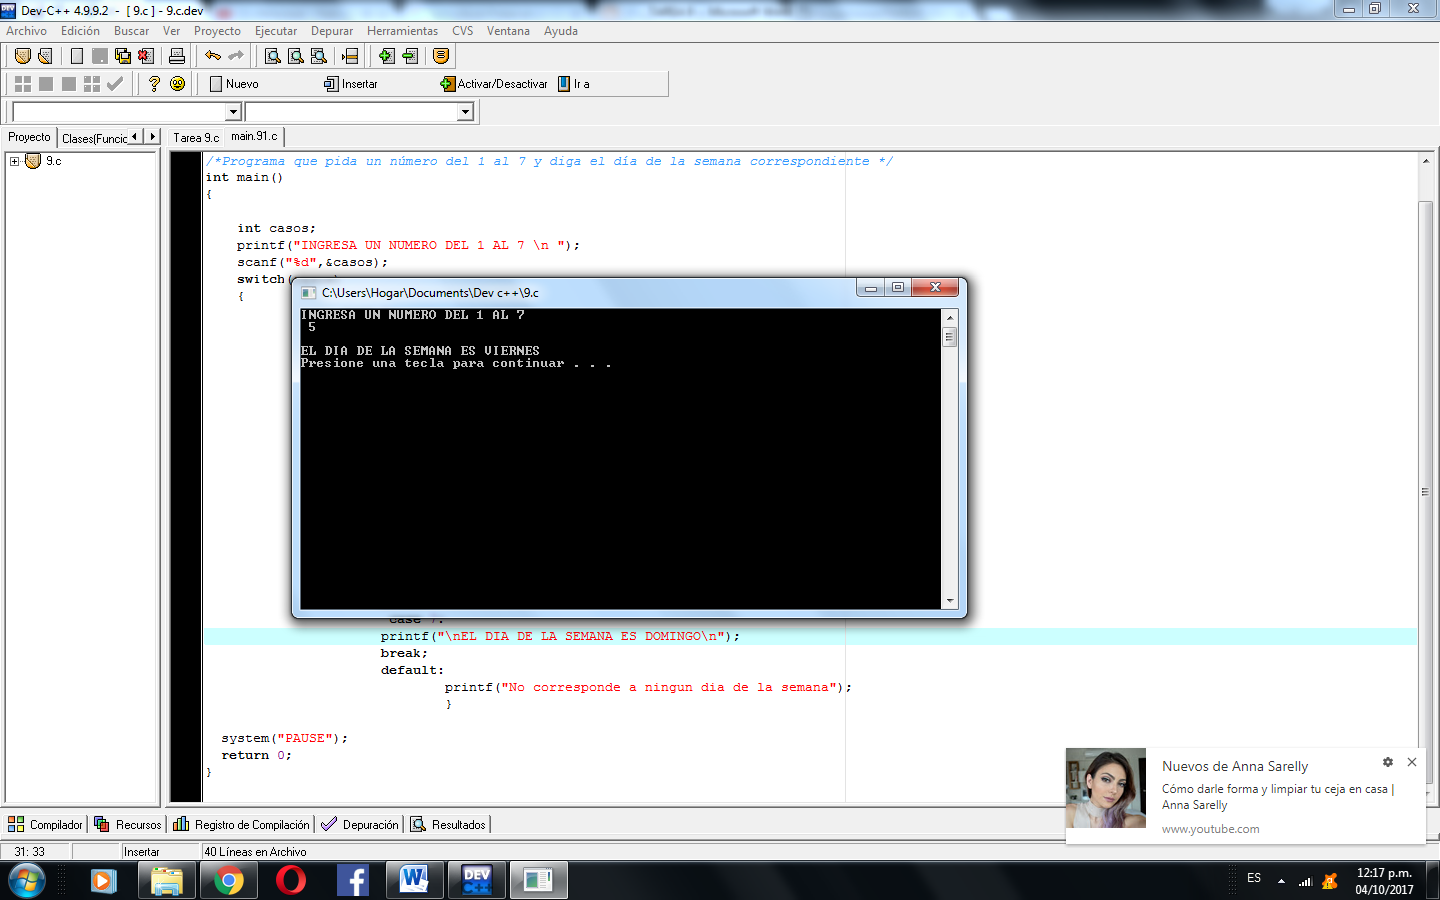 Dev-C++ 4.9.9.2 - [ 9.c ] - 9.c.dev
Archivo Edición Buscar Ver Proyecto Ejecutar Depurar Herramientas CVS Ventana Ayuda
Nuevo Insertar Activar/Desactivar Ir a
Proyecto Clases(Funcic Tarea 9.c main.91.c
9.c
/*Programa que pida un número del 1 al 7 y diga el día de la semana correspondiente */
int main()
{
int casos;
printf("INGRESA UN NUMERO DEL 1 AL 7 \n ");
scanf("%d",&casos);
switch(
{
C:\Users\Hogar\Documents\Dev c++\9.c
INGRESA UN NUMERO DEL 1 AL 7
5
EL DIA DE LA SEMANA ES VIERNES
Presione una tecla para continuar . . .
case 7:
printf("\nEL DIA DE LA SEMANA ES DOMINGO\n");
break;
default:
printf("No corresponde a ningun dia de la semana");
}
system("PAUSE");
return 0;
}
Nuevos de Anna Sarelly
Cómo darle forma y limpiar tu ceja en casa |
Anna Sarelly
www.youtube.com
Compilador Recursos Registro de Compilación Depuración Resultados
31: 33 Insertar 40 Líneas en Archivo
W DEV C++ ES 12:17 p.m.
04/10/2017